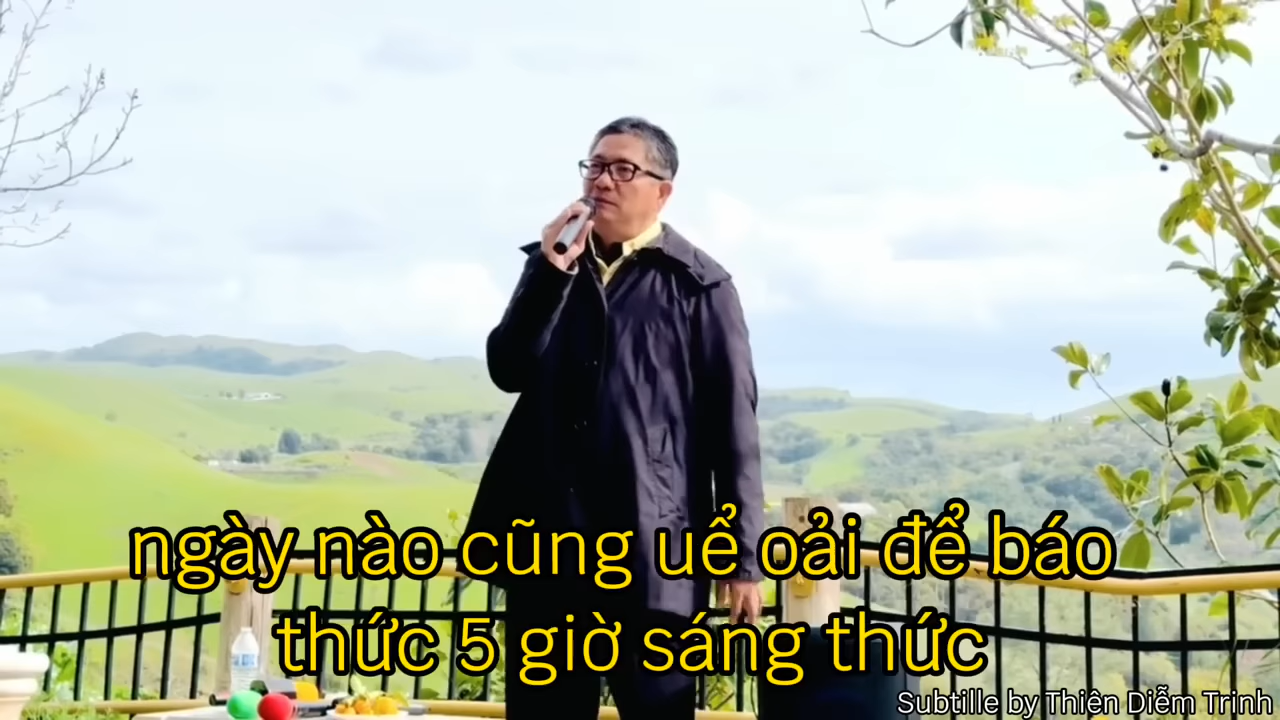 ngày nào cũng uể oải để báo
thức 5 giờ sáng thức
Subtille by Thiên Diễm Trinh